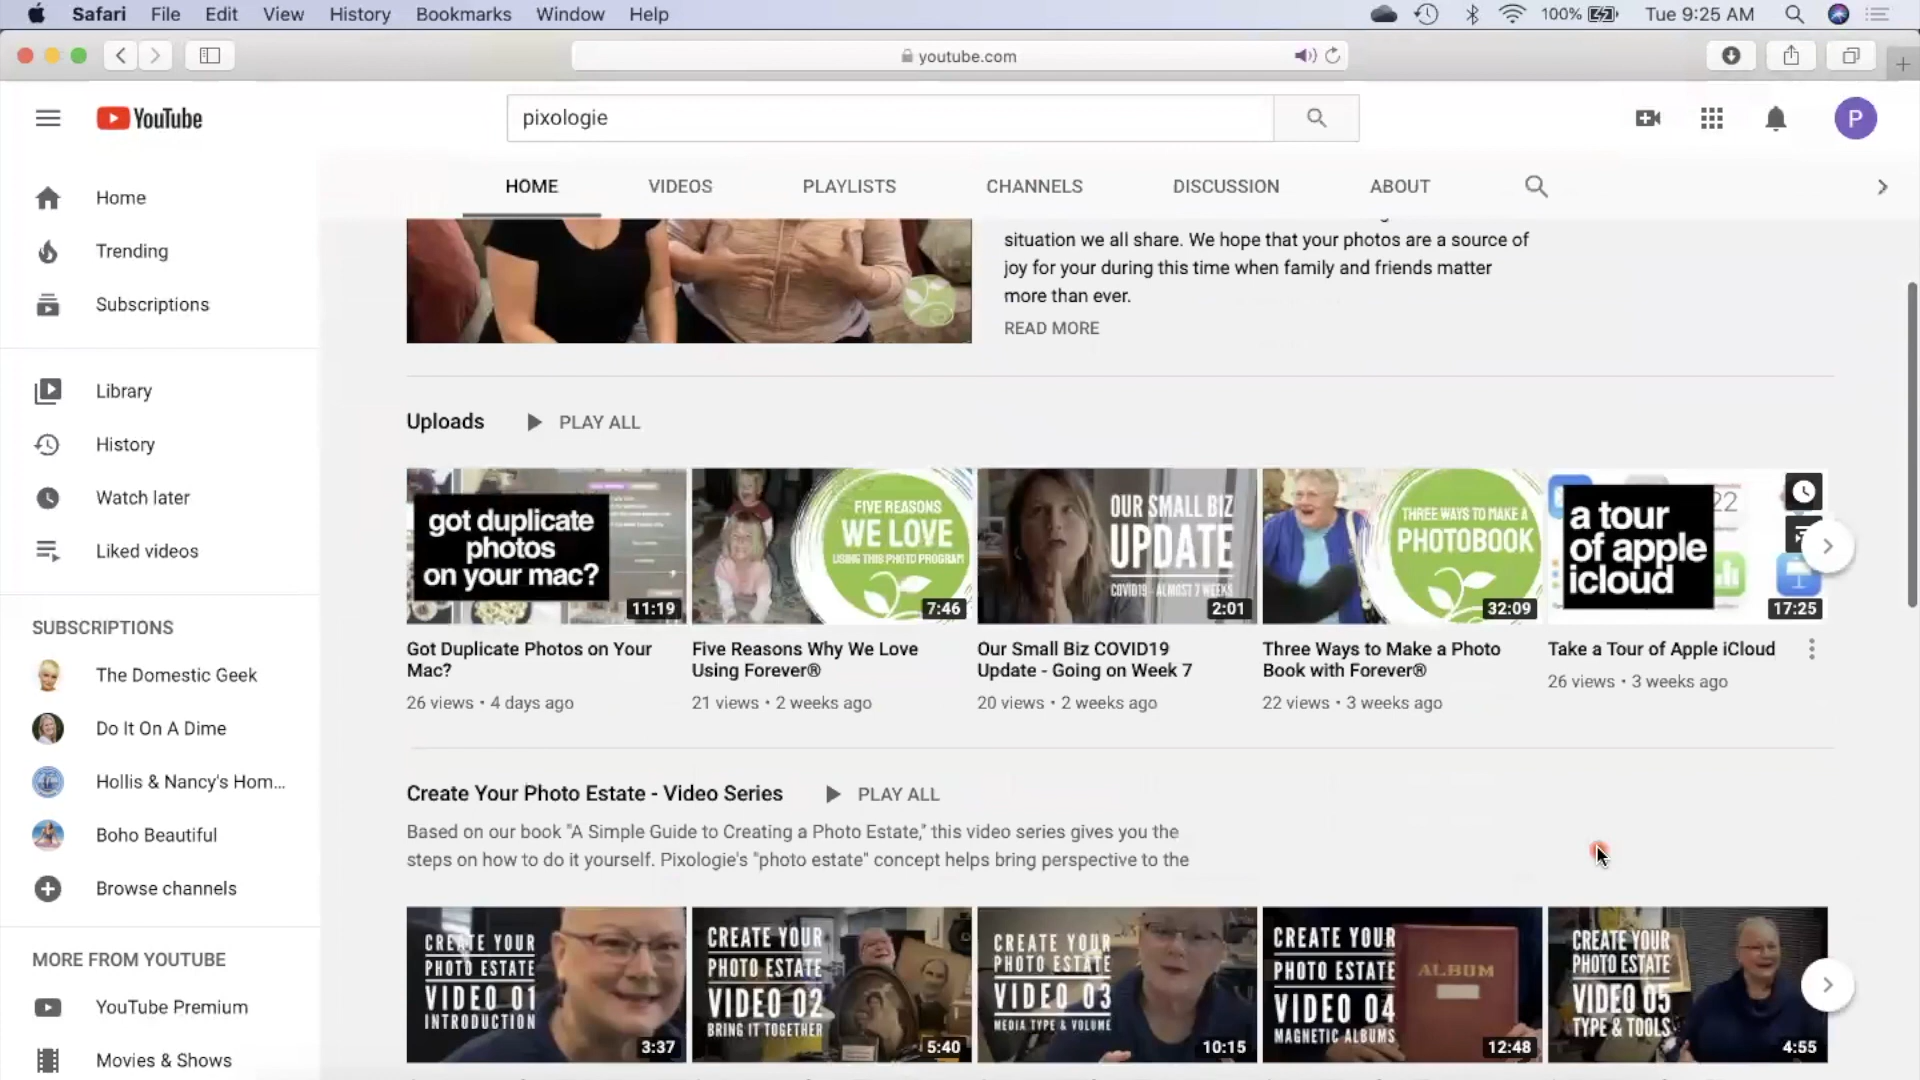 Safari File Edit View History Bookmarks Window Help 100% Tue 9:25 AM
youtube.com
YouTube
pixologie
P
HOME VIDEOS PLAYLISTS CHANNELS DISCUSSION ABOUT
Home
Trending
Subscriptions
Library
History
Watch later
Liked videos
SUBSCRIPTIONS
The Domestic Geek
Do It On A Dime
Hollis & Nancy's Hom...
Boho Beautiful
Browse channels
MORE FROM YOUTUBE
YouTube Premium
Movies & Shows
situation we all share. We hope that your photos are a source of
joy for your during this time when family and friends matter
more than ever.
READ MORE
Uploads PLAY ALL
got duplicate
photos
on your mac?
11:19
Got Duplicate Photos on Your
Mac?
26 views • 4 days ago
FIVE REASONS
WE LOVE
USING THIS PHOTO PROGRAM
7:46
Five Reasons Why We Love
Using Forever®
21 views • 2 weeks ago
OUR SMALL BIZ
UPDATE
COVID19 - ALMOST 7 WEEKS
2:01
Our Small Biz COVID19
Update - Going on Week 7
20 views • 2 weeks ago
THREE WAYS TO MAKE A
PHOTOBOOK
32:09
Three Ways to Make a Photo
Book with Forever®
22 views • 3 weeks ago
a tour
of apple
icloud
22
17:25
Take a Tour of Apple iCloud
26 views • 3 weeks ago
Create Your Photo Estate - Video Series PLAY ALL
Based on our book "A Simple Guide to Creating a Photo Estate," this video series gives you the
steps on how to do it yourself. Pixologie's "photo estate" concept helps bring perspective to the
CREATE YOUR
PHOTO ESTATE
VIDEO 01
INTRODUCTION
3:37
CREATE YOUR
PHOTO ESTATE
VIDEO 02
BRING IT TOGETHER
5:40
CREATE YOUR
PHOTO ESTATE
VIDEO 03
MEDIA TYPE & VOLUME
10:15
CREATE YOUR
PHOTO ESTATE
VIDEO 04
MAGNETIC ALBUMS
ALBUM
12:48
CREATE YOUR
PHOTO ESTATE
VIDEO 05
TYPE & TOOLS
4:55